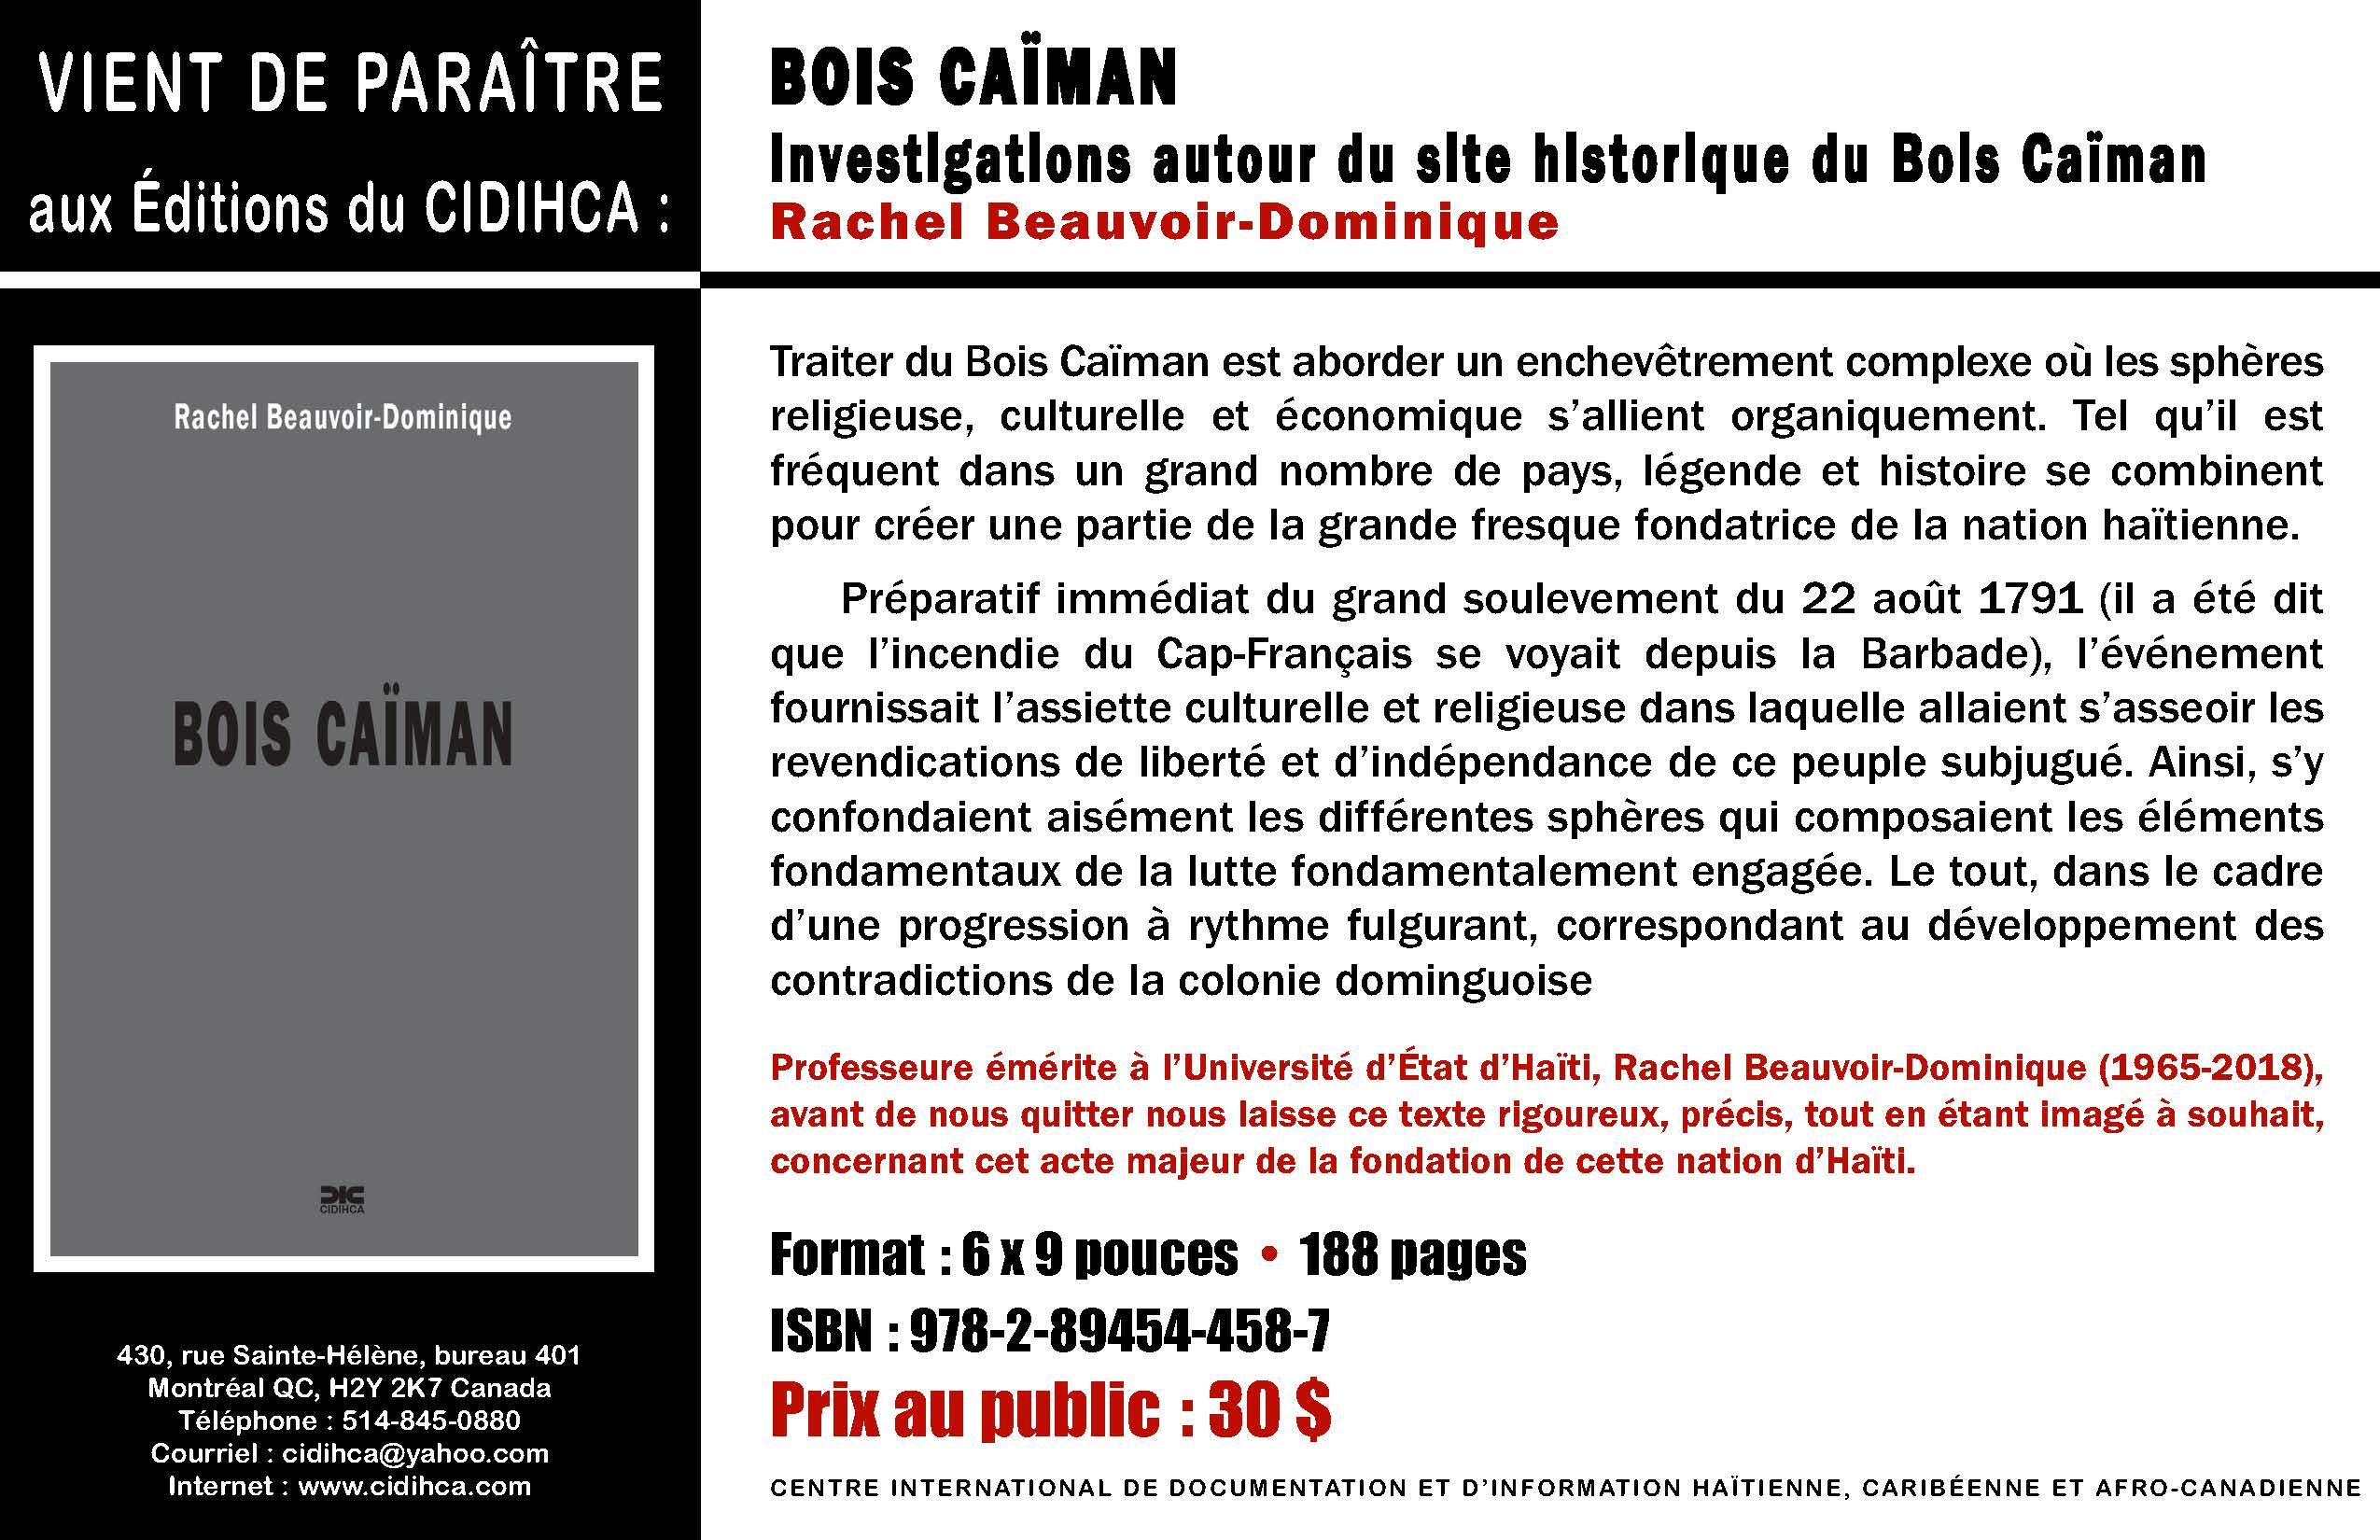 VIENT DE PARAÎTRE
aux Éditions du CIDIHCA :
BOIS CAÏMAN
Investigations autour du site historique du Bois Caïman
Rachel Beauvoir-Dominique
Rachel Beauvoir-Dominique
BOIS CAÏMAN
CIDIHCA
430, rue Sainte-Hélène, bureau 401
Montréal QC, H2Y 2K7 Canada
Téléphone : 514-845-0880
Courriel : cidihca@yahoo.com
Internet : www.cidihca.com
Traiter du Bois Caïman est aborder un enchevêtrement complexe où les sphères
religieuse, culturelle et économique s’allient organiquement. Tel qu’il est
fréquent dans un grand nombre de pays, légende et histoire se combinent
pour créer une partie de la grande fresque fondatrice de la nation haïtienne.
Préparatif immédiat du grand soulevement du 22 août 1791 (il a été dit
que l’incendie du Cap-Français se voyait depuis la Barbade), l’événement
fournissait l’assiette culturelle et religieuse dans laquelle allaient s’asseoir les
revendications de liberté et d’indépendance de ce peuple subjugué. Ainsi, s’y
confondaient aisément les différentes sphères qui composaient les éléments
fondamentaux de la lutte fondamentalement engagée. Le tout, dans le cadre
d’une progression à rythme fulgurant, correspondant au développement des
contradictions de la colonie dominguoise
Professeure émérite à l’Université d’État d’Haïti, Rachel Beauvoir-Dominique (1965-2018),
avant de nous quitter nous laisse ce texte rigoureux, précis, tout en étant imagé à souhait,
concernant cet acte majeur de la fondation de cette nation d’Haïti.
Format : 6 x 9 pouces • 188 pages
ISBN : 978-2-89454-458-7
Prix au public : 30 $
CENTRE INTERNATIONAL DE DOCUMENTATION ET D’INFORMATION HAÏTIENNE, CARIBÉENNE ET AFRO-CANADIENNE